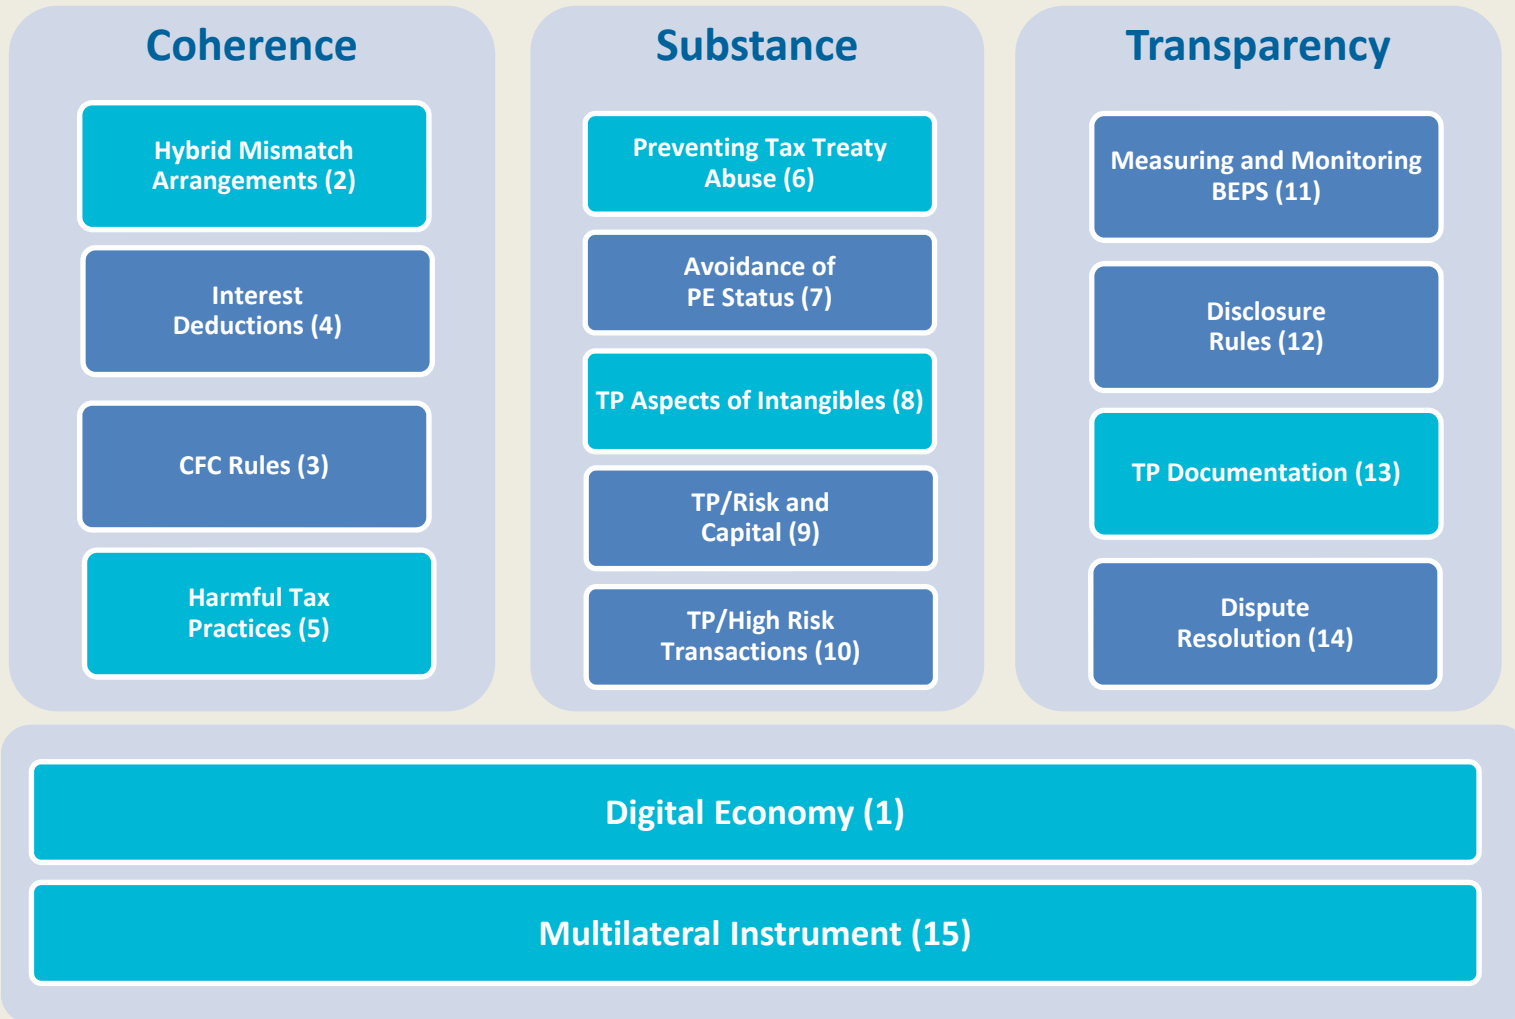 Coherence
Hybrid Mismatch
Arrangements (2)
Interest
Deductions (4)
CFC Rules (3)
Harmful Tax
Practices (5)
Substance
Preventing Tax Treaty
Abuse (6)
Avoidance of
PE Status (7)
TP Aspects of Intangibles (8)
TP/Risk and
Capital (9)
TP/High Risk
Transactions (10)
Transparency
Measuring and Monitoring
BEPS (11)
Disclosure
Rules (12)
TP Documentation (13)
Dispute
Resolution (14)
Digital Economy (1)
Multilateral Instrument (15)